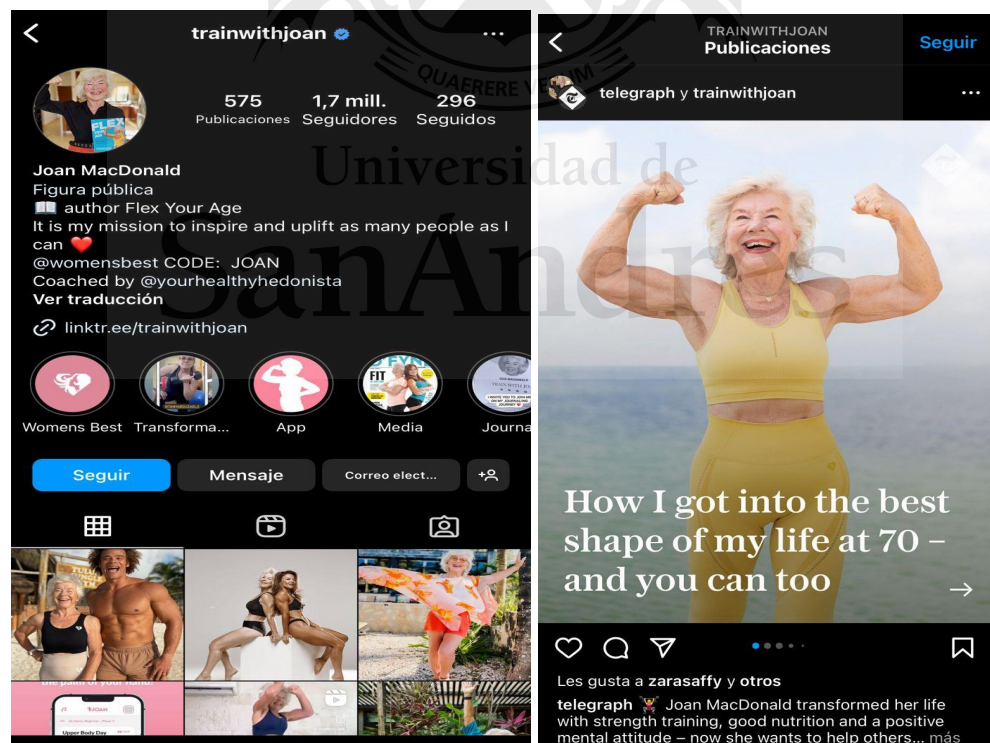 trainwithjoan
575 1,7 mill. 296
Publicaciones Seguidores Seguidos
Joan MacDonald
Figura pública
📖 author Flex Your Age
It is my mission to inspire and uplift as many people as I
can ❤️
@womensbest CODE: JOAN
Coached by @yourhealthyhedonista
Ver traducción
linktr.ee/trainwithjoan
Womens Best Transforma... App Media Journa
FLEX
FIT
Seguir Mensaje Correo elect...
JOAN
Upper Body Day
TRAINWITHJOAN
Publicaciones
Seguir
telegraph y trainwithjoan
How I got into the best
shape of my life at 70 –
and you can too
Les gusta a zarasaffy y otros
telegraph 🏋️‍♀️ Joan MacDonald transformed her life
with strength training, good nutrition and a positive
mental attitude – now she wants to help others... más
QUAERERE VERUM
Universidad de
SanAndrés